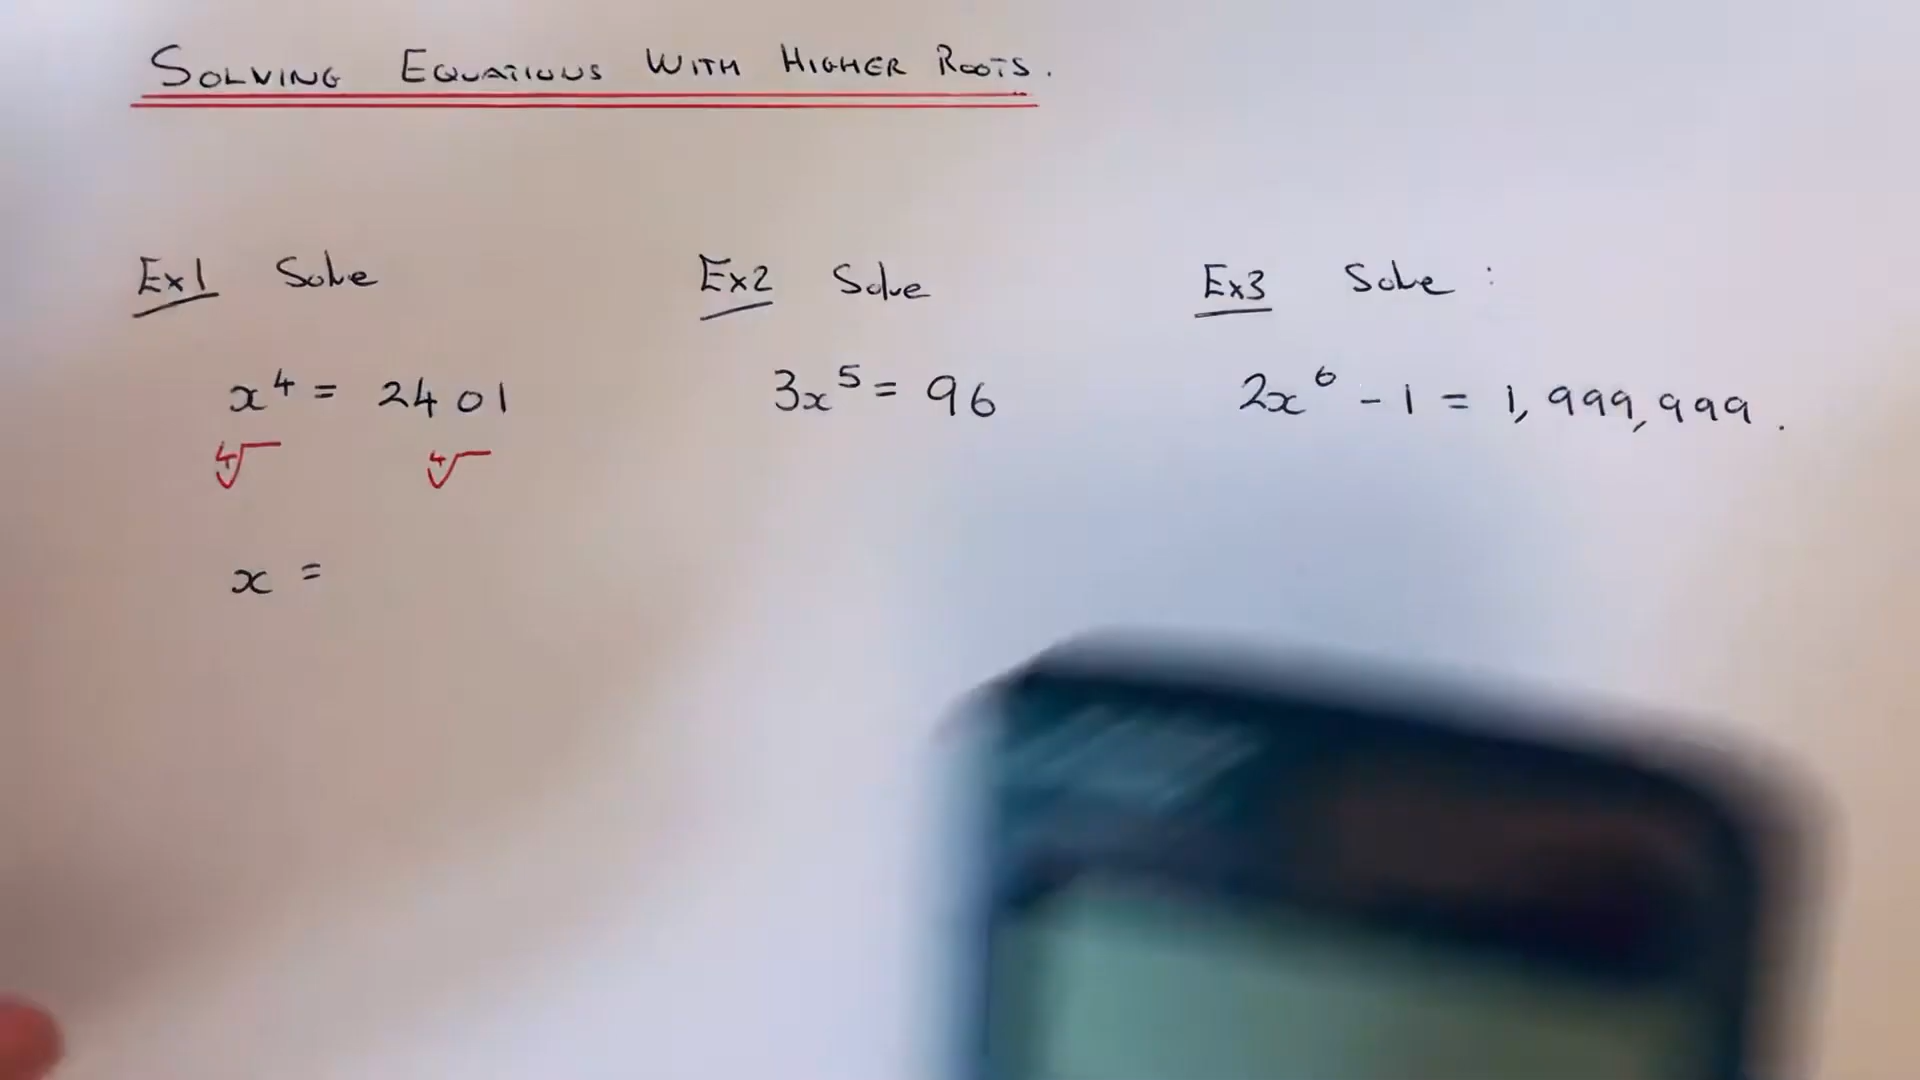 SOLVING EQUATIONS WITH HIGHER ROOTS.
Ex1 Solve
x⁴ = 2401
∜ ∜
x =
Ex2 Solve
3x⁵ = 96
Ex3 Solve :
2x⁶ - 1 = 1,999,999.